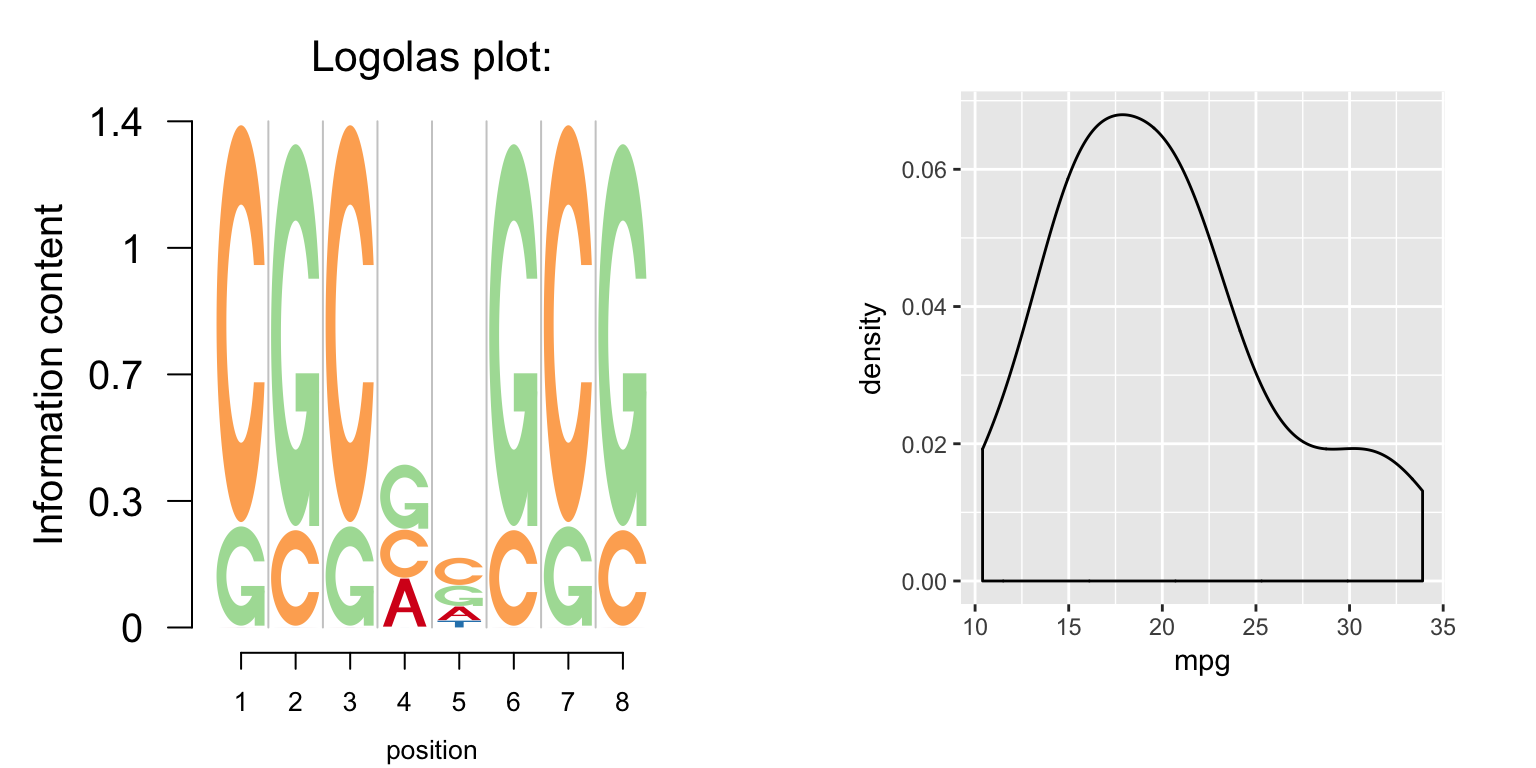 Logolas plot:
Information content
1.4
1
0.7
0.3
0
C G C G C G
G
C C
G C G A G A T C G C
1 2 3 4 5 6 7 8
position
density
0.06
0.04
0.02
0.00
10 15 20 25 30 35
mpg